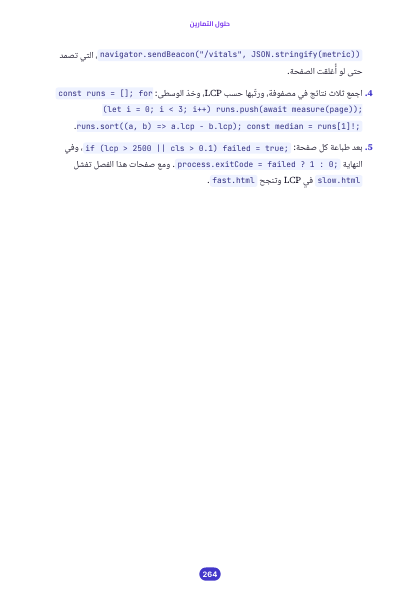 حلول التمارين
navigator.sendBeacon("/vitals", JSON.stringify(metric))، التي تصمد
حتى لو أُغلقت الصفحة.
4. اجمع ثلاث نتائج في مصفوفة، ورتّبها حسب LCP، وخذ الوسطى: const runs = []; for
(let i = 0; i < 3; i++) runs.push(await measure(page));
runs.sort((a, b) => a.lcp - b.lcp); const median = runs[1]!;.
5. بعد طباعة كل صفحة: if (lcp > 2500 || cls > 0.1) failed = true;، وفي
النهاية process.exitCode = failed ? 1 : 0;. ومع صفحات هذا الفصل تفشل
slow.html في LCP وتنجح fast.html.
264